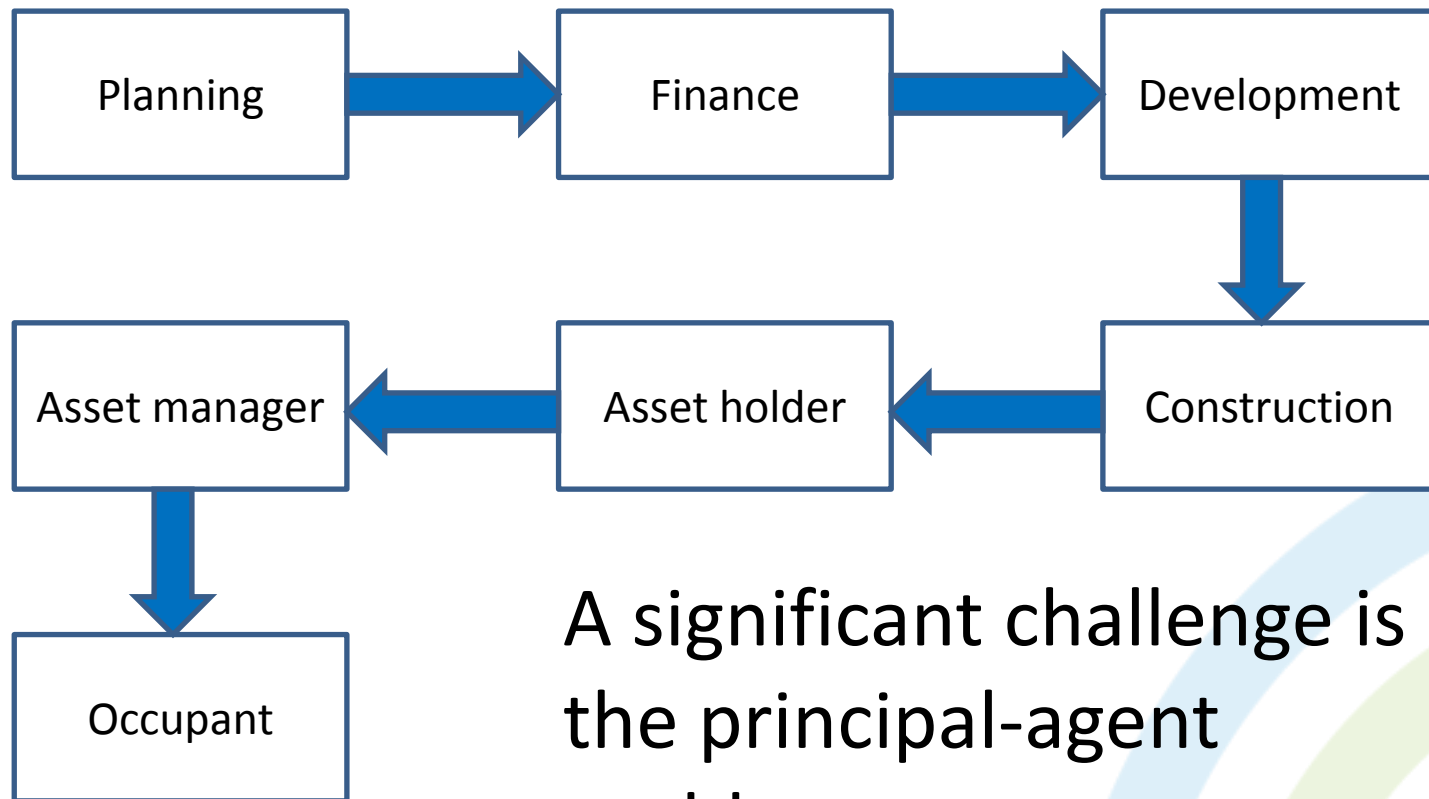 Planning
Finance
Development
Asset manager
Asset holder
Construction
Occupant
A significant challenge is
the principal-agent